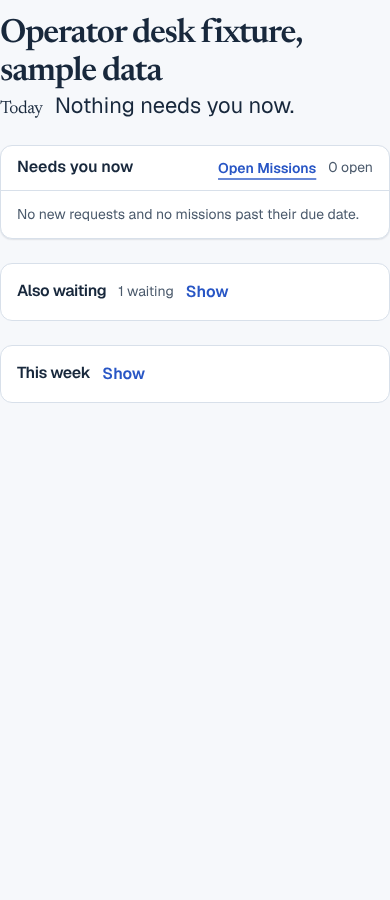 Operator desk fixture,
sample data
Today Nothing needs you now.
Needs you now Open Missions 0 open
No new requests and no missions past their due date.
Also waiting 1 waiting Show
This week Show